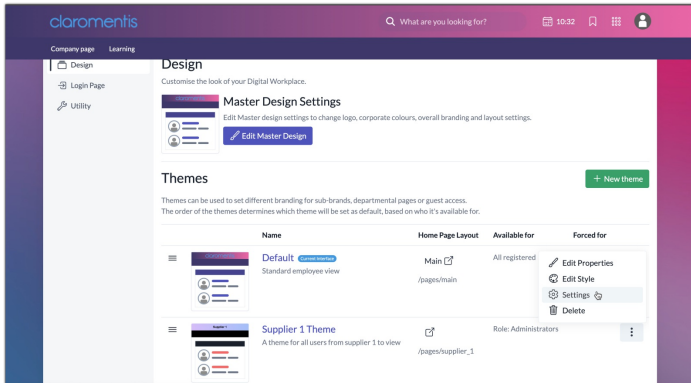 claromentis
What are you looking for?
10:32
Company page Learning
Design
Login Page
Utility
Design
Customise the look of your Digital Workplace.
Master Design Settings
Edit Master design settings to change logo, corporate colours, overall branding and layout settings.
Edit Master Design
Themes
+ New theme
Themes can be used to set different branding for sub-brands, departmental pages or guest access.
The order of the themes determines which theme will be set as default, based on who it's available for.
Name Home Page Layout Available for Forced for
Default Current interface Main All registered
Standard employee view
/pages/main
Edit Properties
Edit Style
Settings
Delete
Supplier 1
Supplier 1 Theme Role: Administrators
A theme for all users from supplier 1 to view
/pages/supplier_1